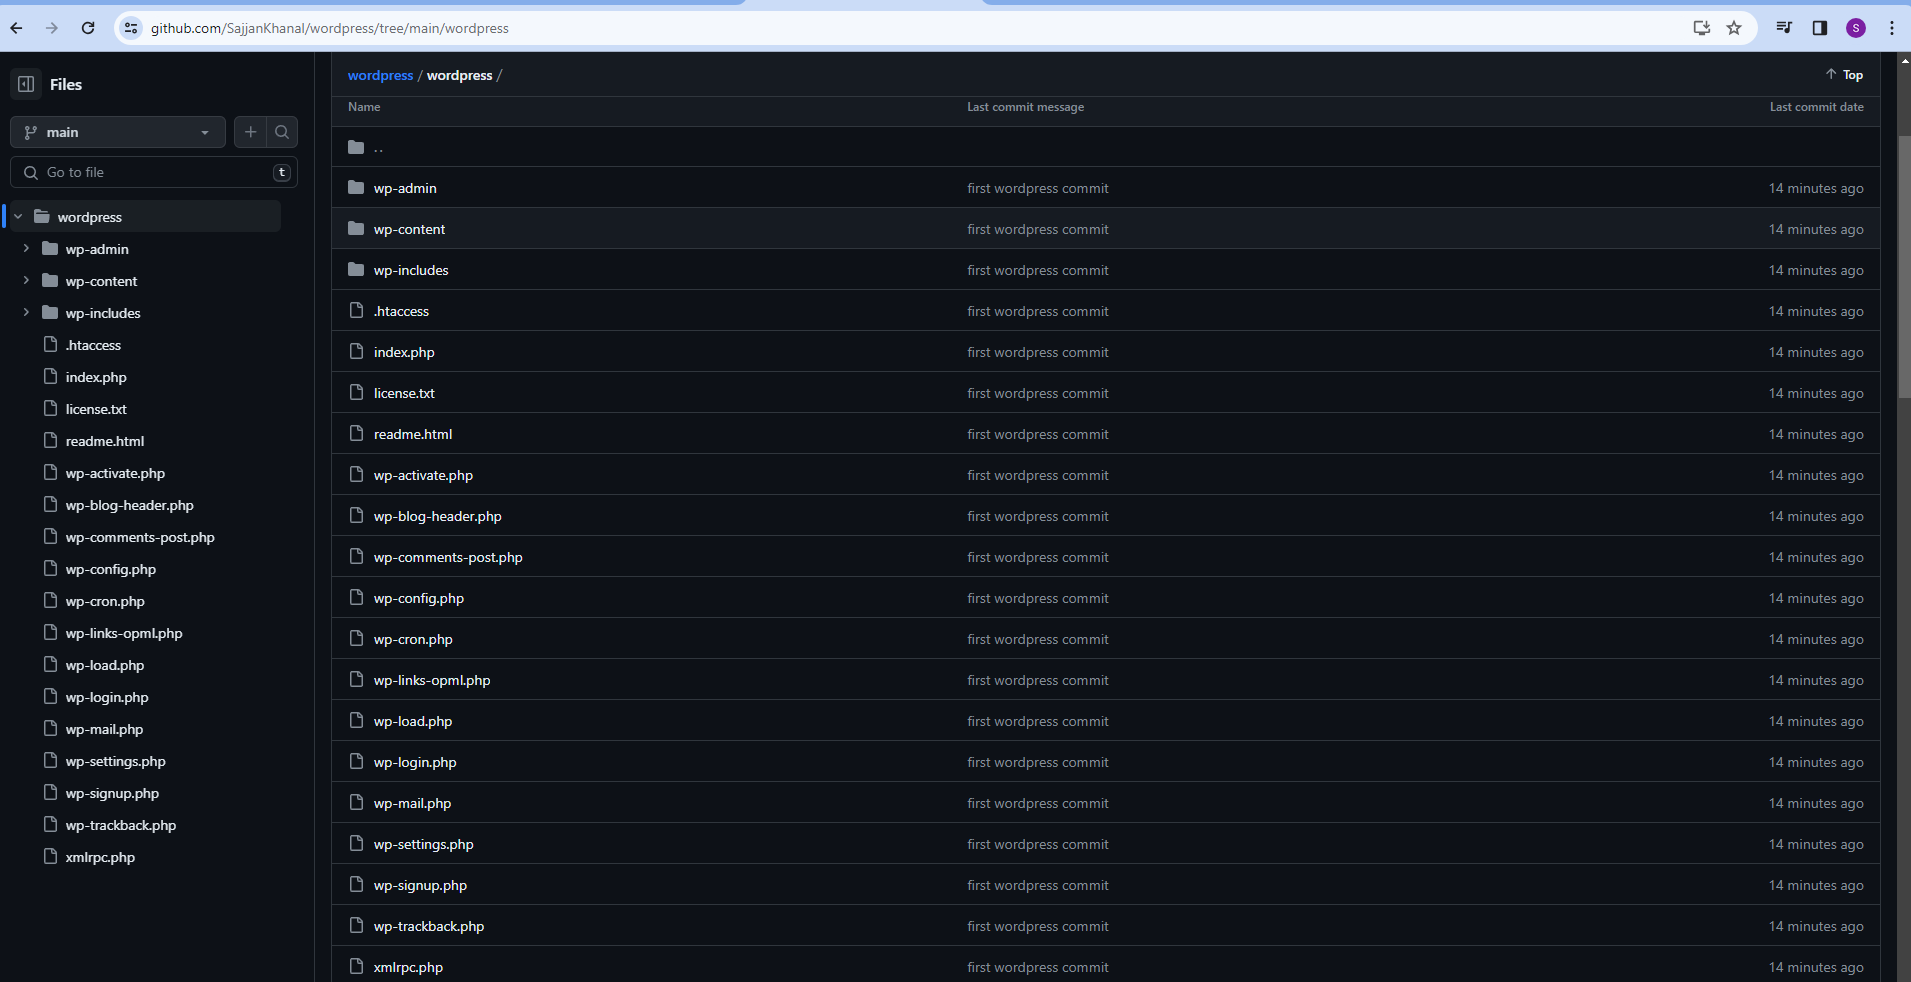 github.com/SajjanKhanal/wordpress/tree/main/wordpress
S
Files
main
Go to file
t
wordpress
wp-admin
wp-content
wp-includes
.htaccess
index.php
license.txt
readme.html
wp-activate.php
wp-blog-header.php
wp-comments-post.php
wp-config.php
wp-cron.php
wp-links-opml.php
wp-load.php
wp-login.php
wp-mail.php
wp-settings.php
wp-signup.php
wp-trackback.php
xmlrpc.php
wordpress / wordpress /
Top
Name Last commit message Last commit date
..
wp-admin first wordpress commit 14 minutes ago
wp-content first wordpress commit 14 minutes ago
wp-includes first wordpress commit 14 minutes ago
.htaccess first wordpress commit 14 minutes ago
index.php first wordpress commit 14 minutes ago
license.txt first wordpress commit 14 minutes ago
readme.html first wordpress commit 14 minutes ago
wp-activate.php first wordpress commit 14 minutes ago
wp-blog-header.php first wordpress commit 14 minutes ago
wp-comments-post.php first wordpress commit 14 minutes ago
wp-config.php first wordpress commit 14 minutes ago
wp-cron.php first wordpress commit 14 minutes ago
wp-links-opml.php first wordpress commit 14 minutes ago
wp-load.php first wordpress commit 14 minutes ago
wp-login.php first wordpress commit 14 minutes ago
wp-mail.php first wordpress commit 14 minutes ago
wp-settings.php first wordpress commit 14 minutes ago
wp-signup.php first wordpress commit 14 minutes ago
wp-trackback.php first wordpress commit 14 minutes ago
xmlrpc.php first wordpress commit 14 minutes ago